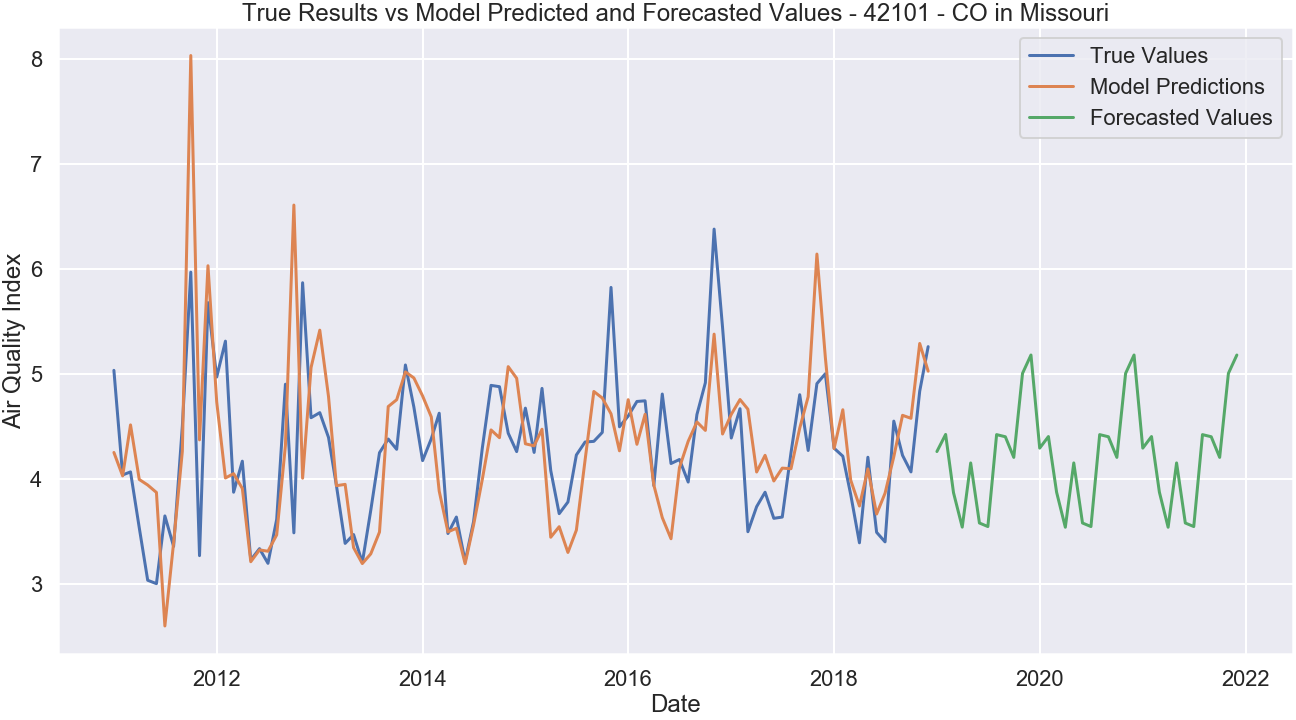 True Results vs Model Predicted and Forecasted Values - 42101 - CO in Missouri
True Values
Model Predictions
Forecasted Values
Air Quality Index
8
7
6
5
4
3
2012
2014
2016
2018
2020
2022
Date